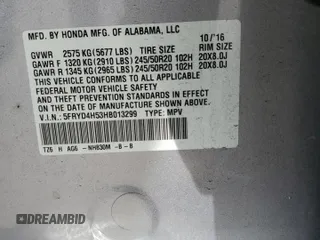 MFD. BY HONDA MFG. OF ALABAMA, LLC
10/'16
GVWR 2575 KG (5677 LBS) TIRE SIZE RIM SIZE
GAWR F 1320 KG (2910 LBS) 245/50R20 102H 20X8.0J
GAWR R 1345 KG (2965 LBS) 245/50R20 102H 20X8.0J
THIS VEHICLE CONFORMS TO ALL APPLICABLE
FEDERAL MOTOR VEHICLE SAFETY AND
THEFT PREVENTION STANDARDS IN EFFECT
ON THE DATE OF MANUFACTURE SHOWN ABOVE.
V.I.N.: 5FRYD4H53HB013299 TYPE: MPV
TZ6 H AG6 -NH830M -B -B
AUTOBIDMASTER